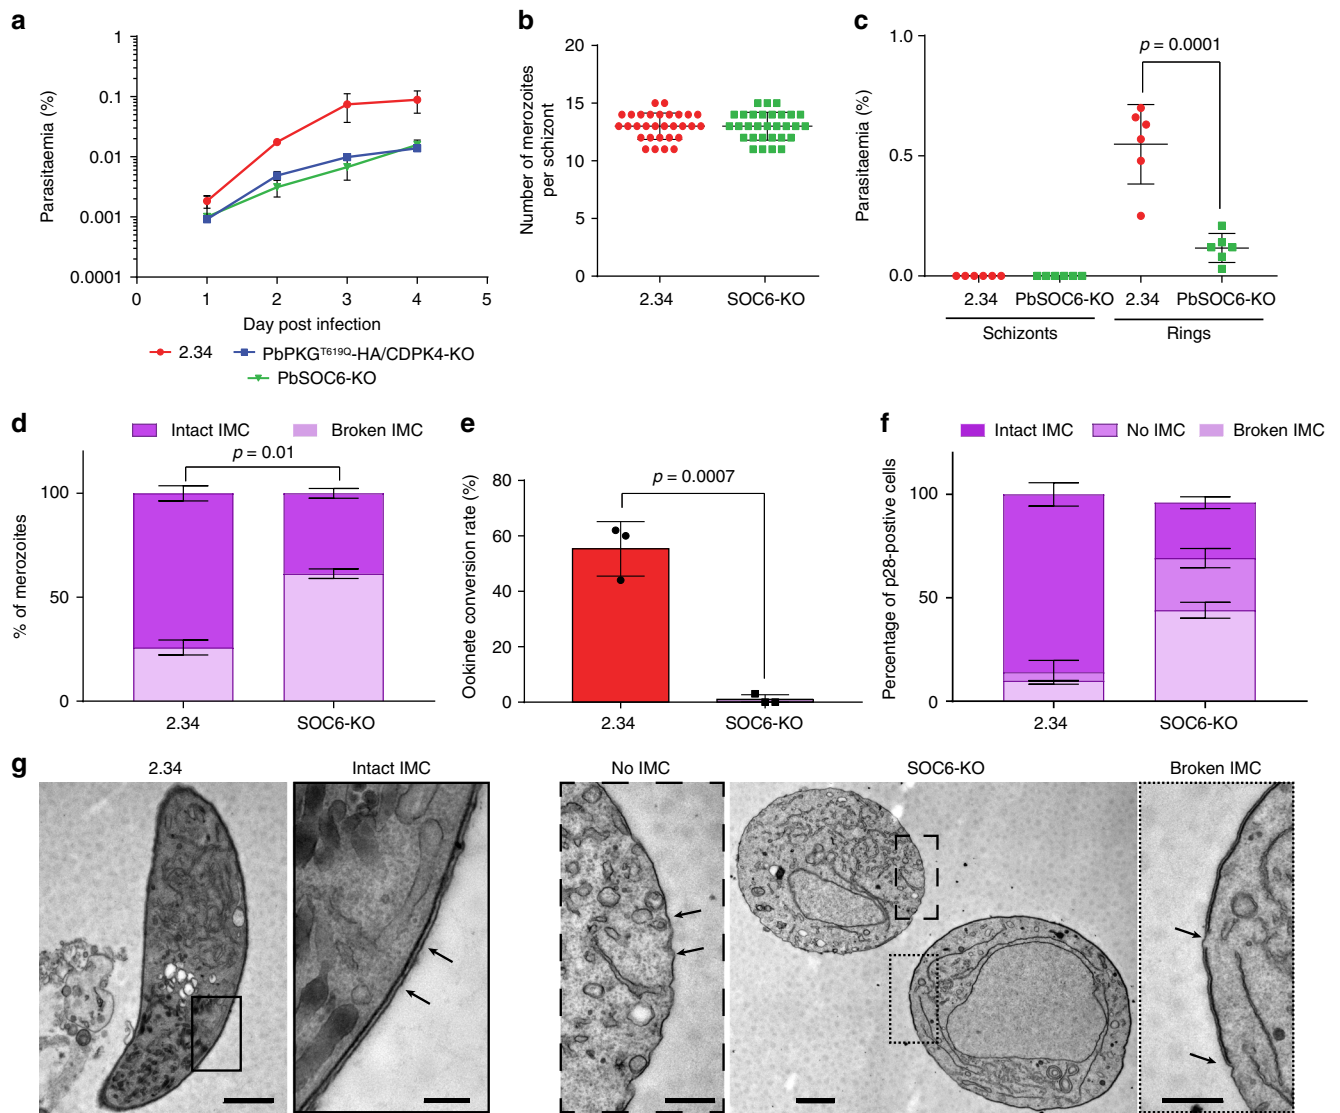 a
Parasitaemia (%)
1
0.1
0.01
0.001
0.0001
0
1
2
3
4
5
Day post infection
2.34
PbPKGT619Q-HA/CDPK4-KO
PbSOC6-KO
b
Number of merozoites
per schizont
20
15
10
5
0
2.34
SOC6-KO
c
Parasitaemia (%)
1.0
0.5
0.0
p = 0.0001
2.34
PbSOC6-KO
2.34
PbSOC6-KO
Schizonts
Rings
d
Intact IMC
Broken IMC
p = 0.01
% of merozoites
100
50
0
2.34
SOC6-KO
e
Ookinete conversion rate (%)
80
60
40
20
0
p = 0.0007
2.34
SOC6-KO
f
Intact IMC
No IMC
Broken IMC
Percentage of p28-postive cells
100
50
0
2.34
SOC6-KO
g
2.34
Intact IMC
No IMC
SOC6-KO
Broken IMC